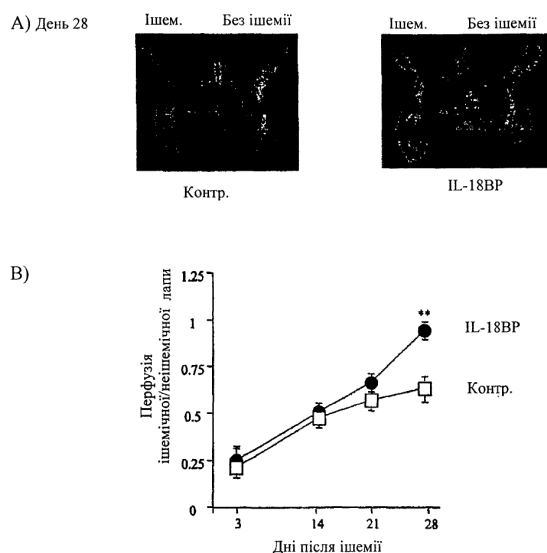 А) День 28
Ішем. Без ішемії
Ішем. Без ішемії
Контр.
IL-18BP
В)
Перфузія
ішемічної/неішемічної лапи
1.25
1
0.75
0.5
0.25
0
**
IL-18BP
Контр.
3 14 21 28
Дні після ішемії